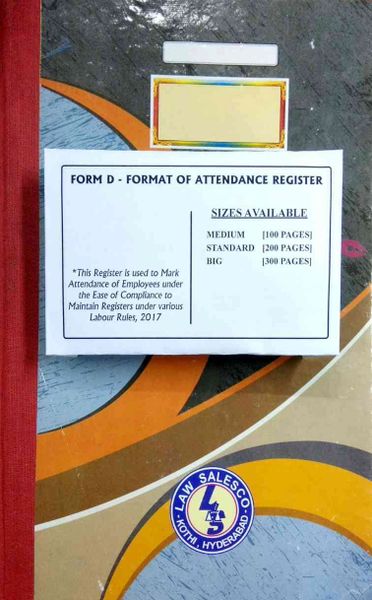 FORM D - FORMAT OF ATTENDANCE REGISTER
*This Register is used to Mark
Attendance of Employees under
the Ease of Compliance to
Maintain Registers under various
Labour Rules, 2017
SIZES AVAILABLE
MEDIUM [100 PAGES]
STANDARD [200 PAGES]
BIG [300 PAGES]
LAW SALESCO
LAS
KOTHI, HYDERABAD